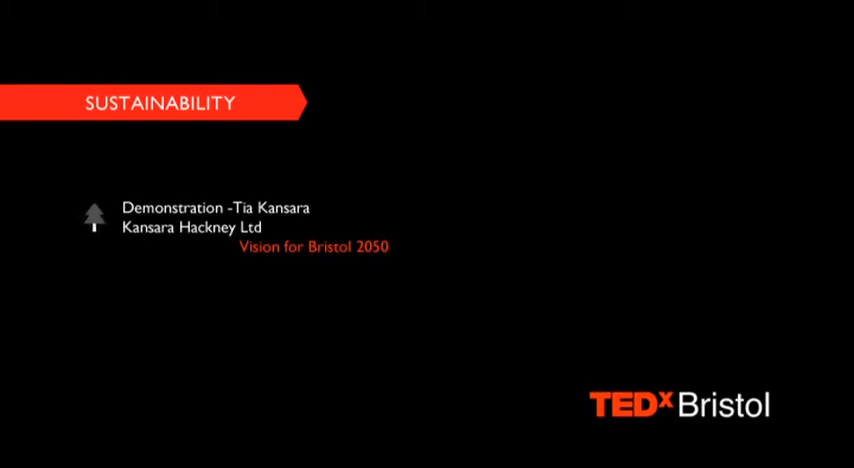 SUSTAINABILITY
Demonstration -Tia Kansara
Kansara Hackney Ltd
Vision for Bristol 2050
TEDxBristol